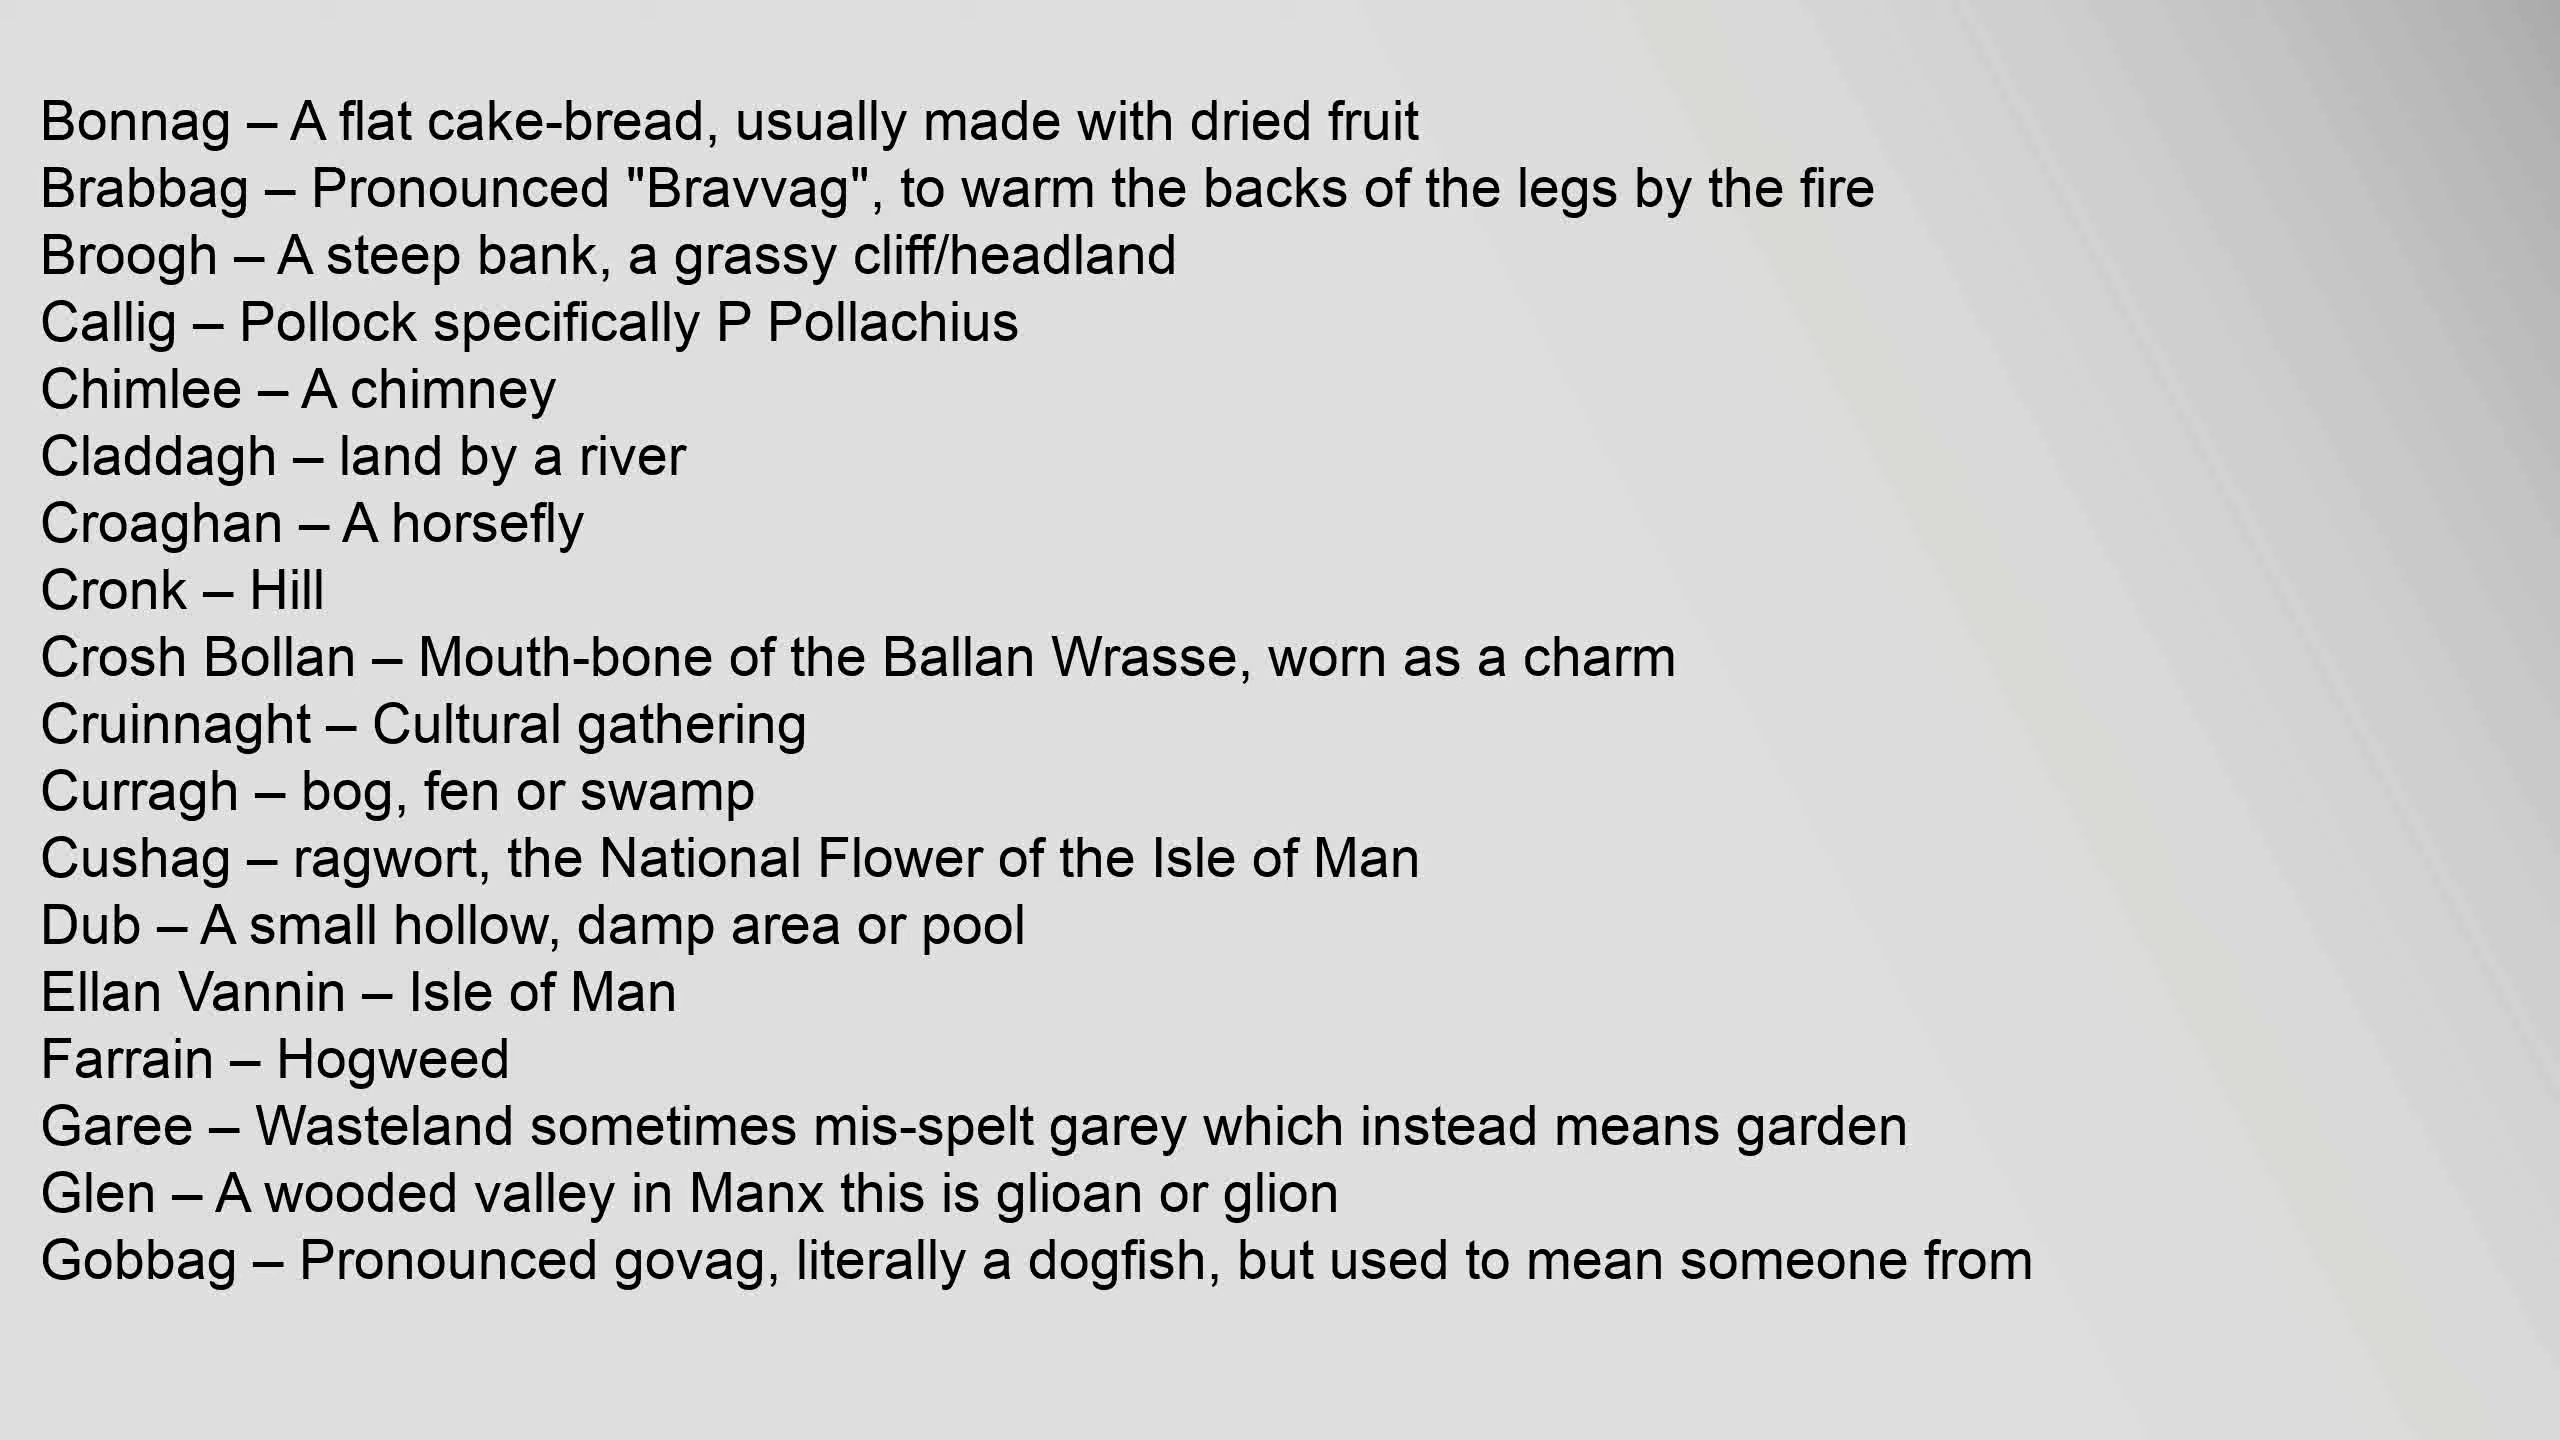 Bonnag – A flat cake-bread, usually made with dried fruit
Brabbag – Pronounced "Bravvag", to warm the backs of the legs by the fire
Broogh – A steep bank, a grassy cliff/headland
Callig – Pollock specifically P Pollachius
Chimlee – A chimney
Claddagh – land by a river
Croaghan – A horsefly
Cronk – Hill
Crosh Bollan – Mouth-bone of the Ballan Wrasse, worn as a charm
Cruinnaght – Cultural gathering
Curragh – bog, fen or swamp
Cushag – ragwort, the National Flower of the Isle of Man
Dub – A small hollow, damp area or pool
Ellan Vannin – Isle of Man
Farrain – Hogweed
Garee – Wasteland sometimes mis-spelt garey which instead means garden
Glen – A wooded valley in Manx this is glioan or glion
Gobbag – Pronounced govag, literally a dogfish, but used to mean someone from